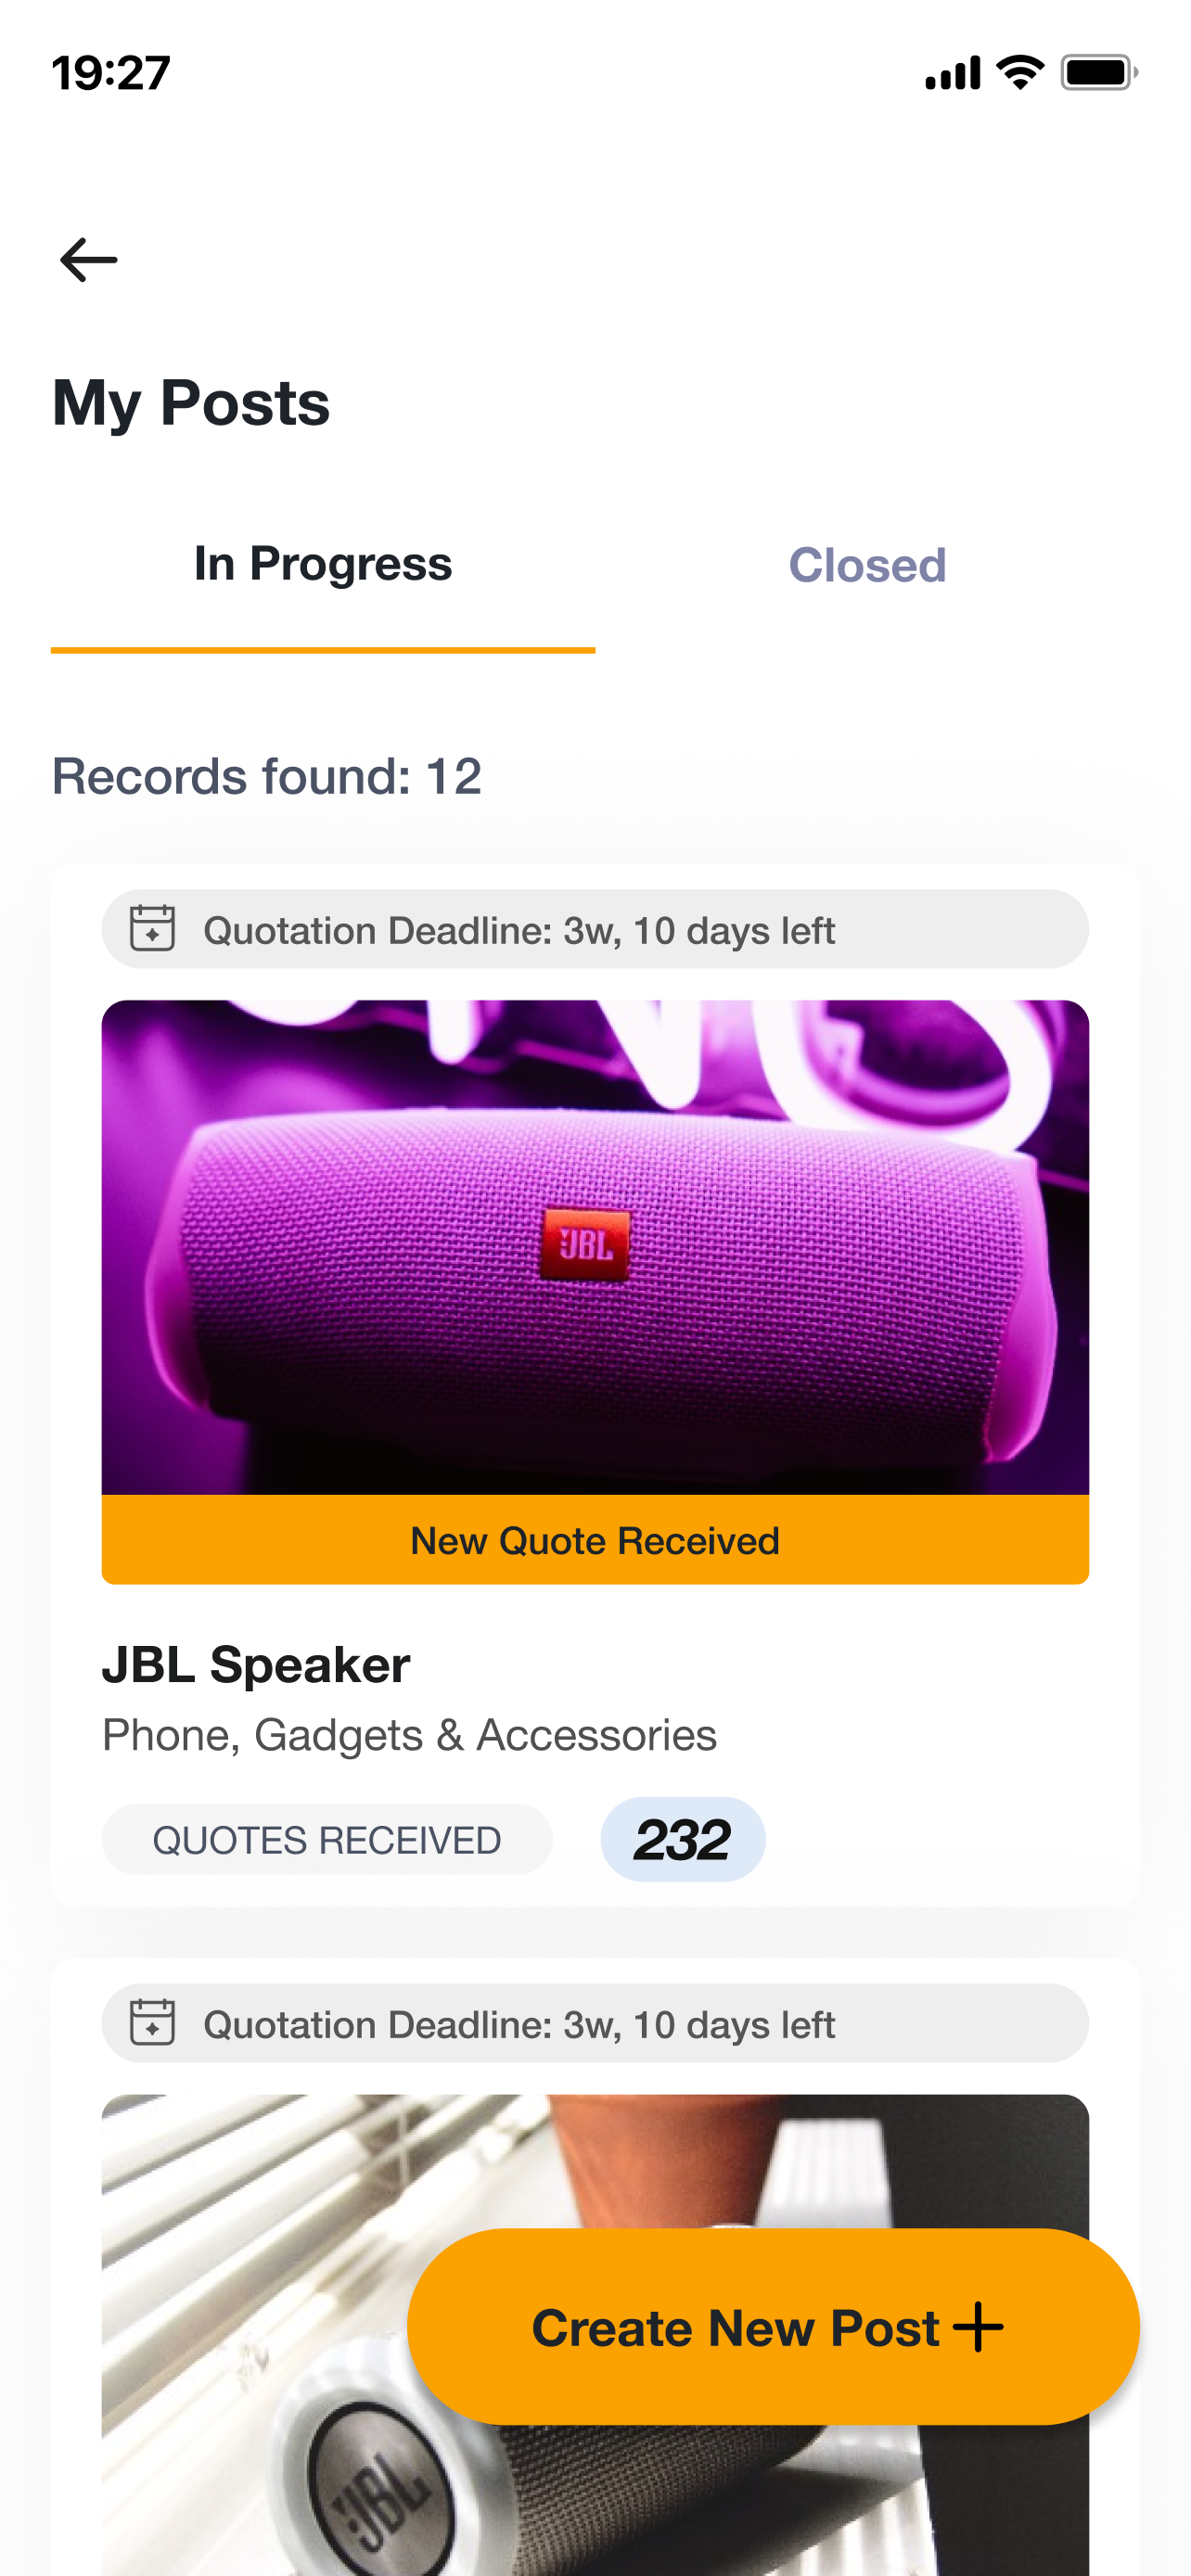 19:27
My Posts
In Progress
Closed
Records found: 12
Quotation Deadline: 3w, 10 days left
JBL
New Quote Received
JBL Speaker
Phone, Gadgets & Accessories
QUOTES RECEIVED
232
Quotation Deadline: 3w, 10 days left
Create New Post
JBL